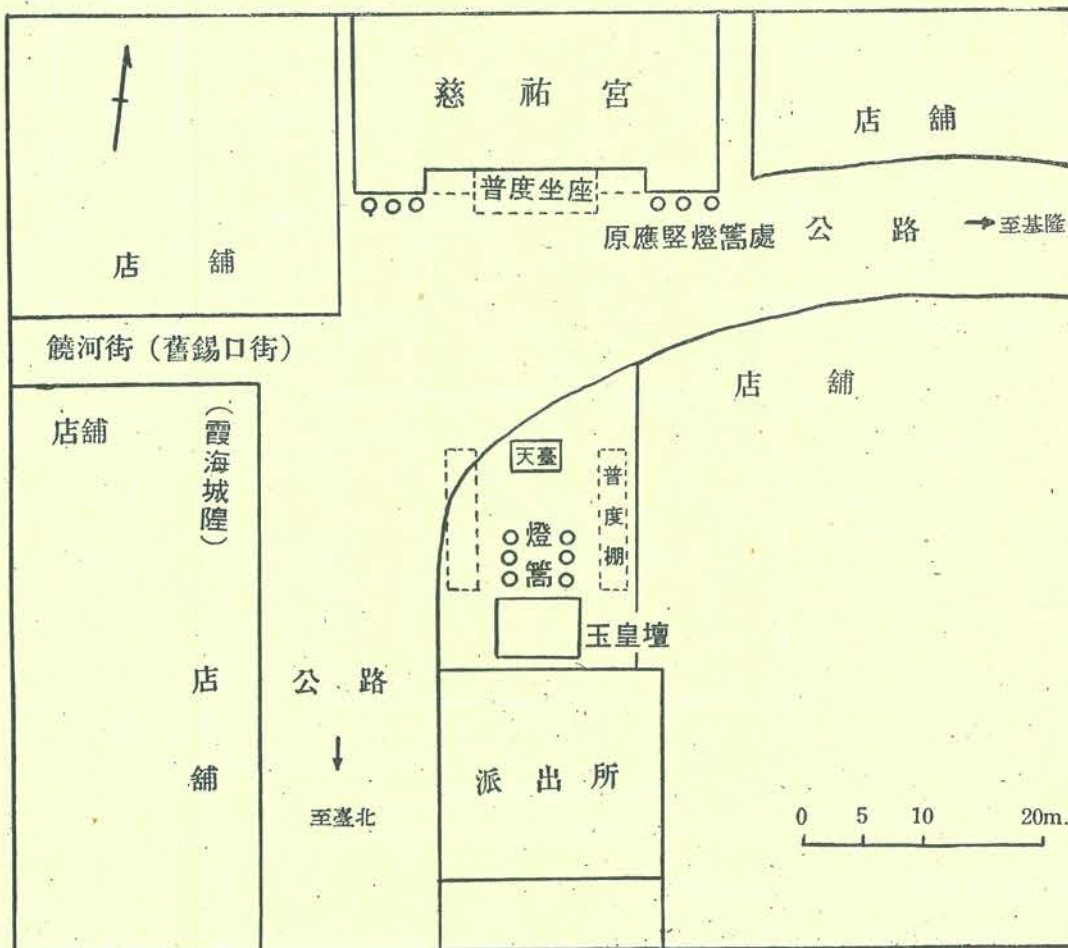 慈祐宮
店舖
普度坐座
原應竪燈篙處
公路
至基隆
店舖
饒河街（舊錫口街）
店舖
店舖
（霞海城隍）
天臺
普度棚
燈篙
玉皇壇
店舖
公路
派出所
至臺北
0 5 10 20m.